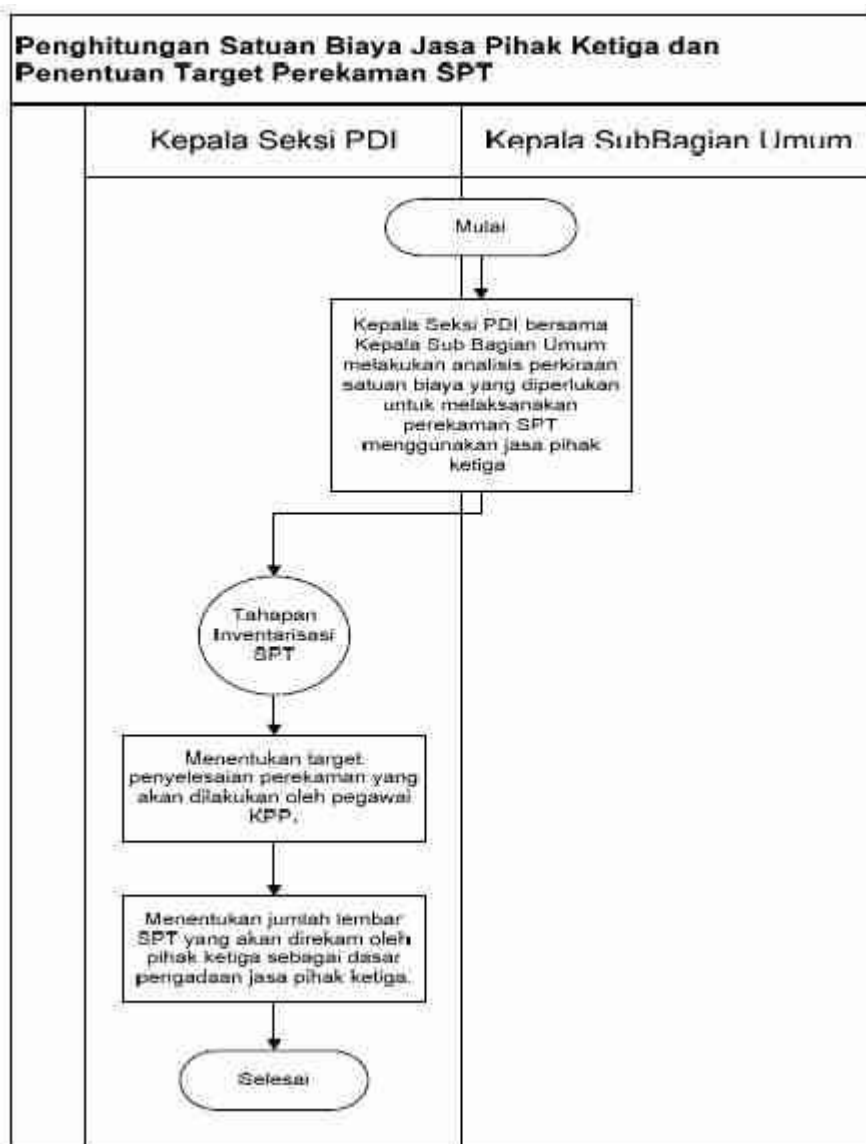 Penghitungan Satuan Biaya Jasa Pihak Ketiga dan
Penentuan Target Perekaman SPT
Kepala Seksi PDI
Kepala SubBagian Umum
Mulai
Kepala Seksi PDI bersama
Kepala Sub Bagian Umum
melakukan analisis perkiraan
satuan biaya yang diperlukan
untuk melaksanakan
perekaman SPT
menggunakan jasa pihak
ketiga
Tahapan
Inventarisasi
SPT
Menentukan target
penyelesaian perekaman yang
akan dilakukan oleh pegawai
KPP.
Menentukan jumlah lembar
SPT yang akan direkam oleh
pihak ketiga sebagai dasar
pengadaan jasa pihak ketiga.
Selesai